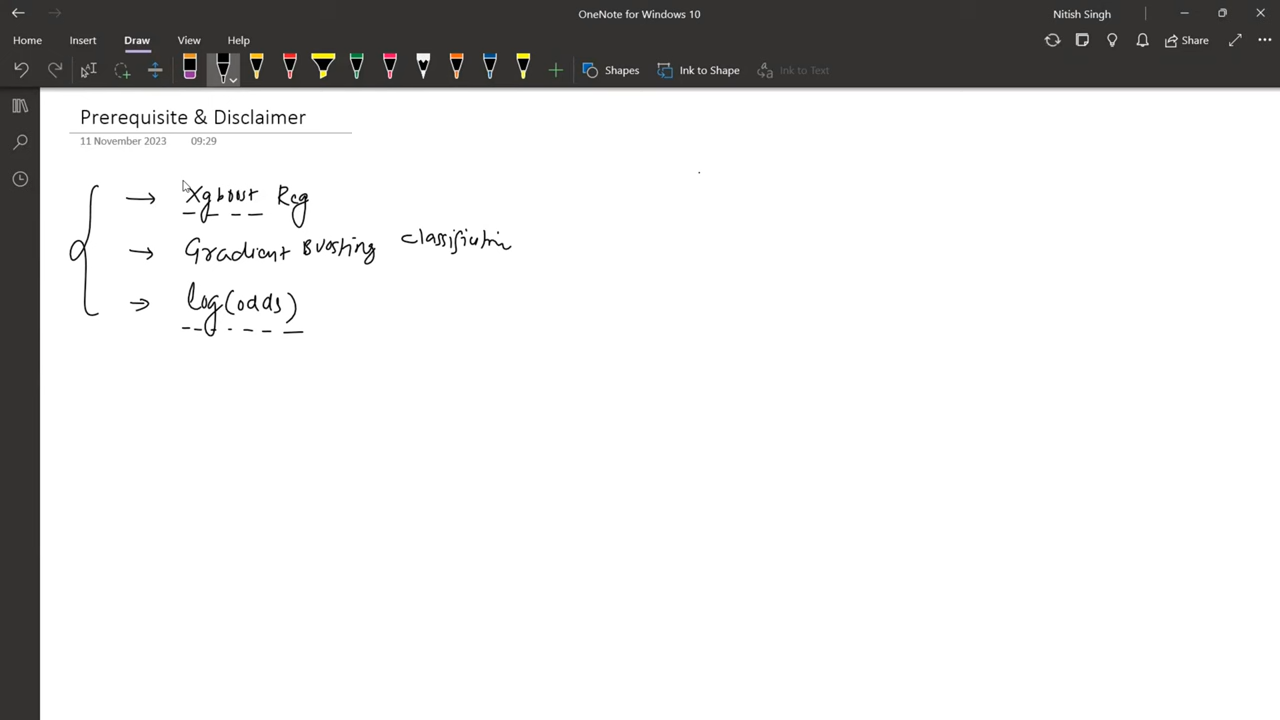 OneNote for Windows 10
Nitish Singh
Home Insert Draw View Help
Share
Shapes Ink to Shape Ink to Text
Prerequisite & Disclaimer
11 November 2023 09:29
→ Xgboost Reg
→ Gradient Boosting classification
→ log(odds)